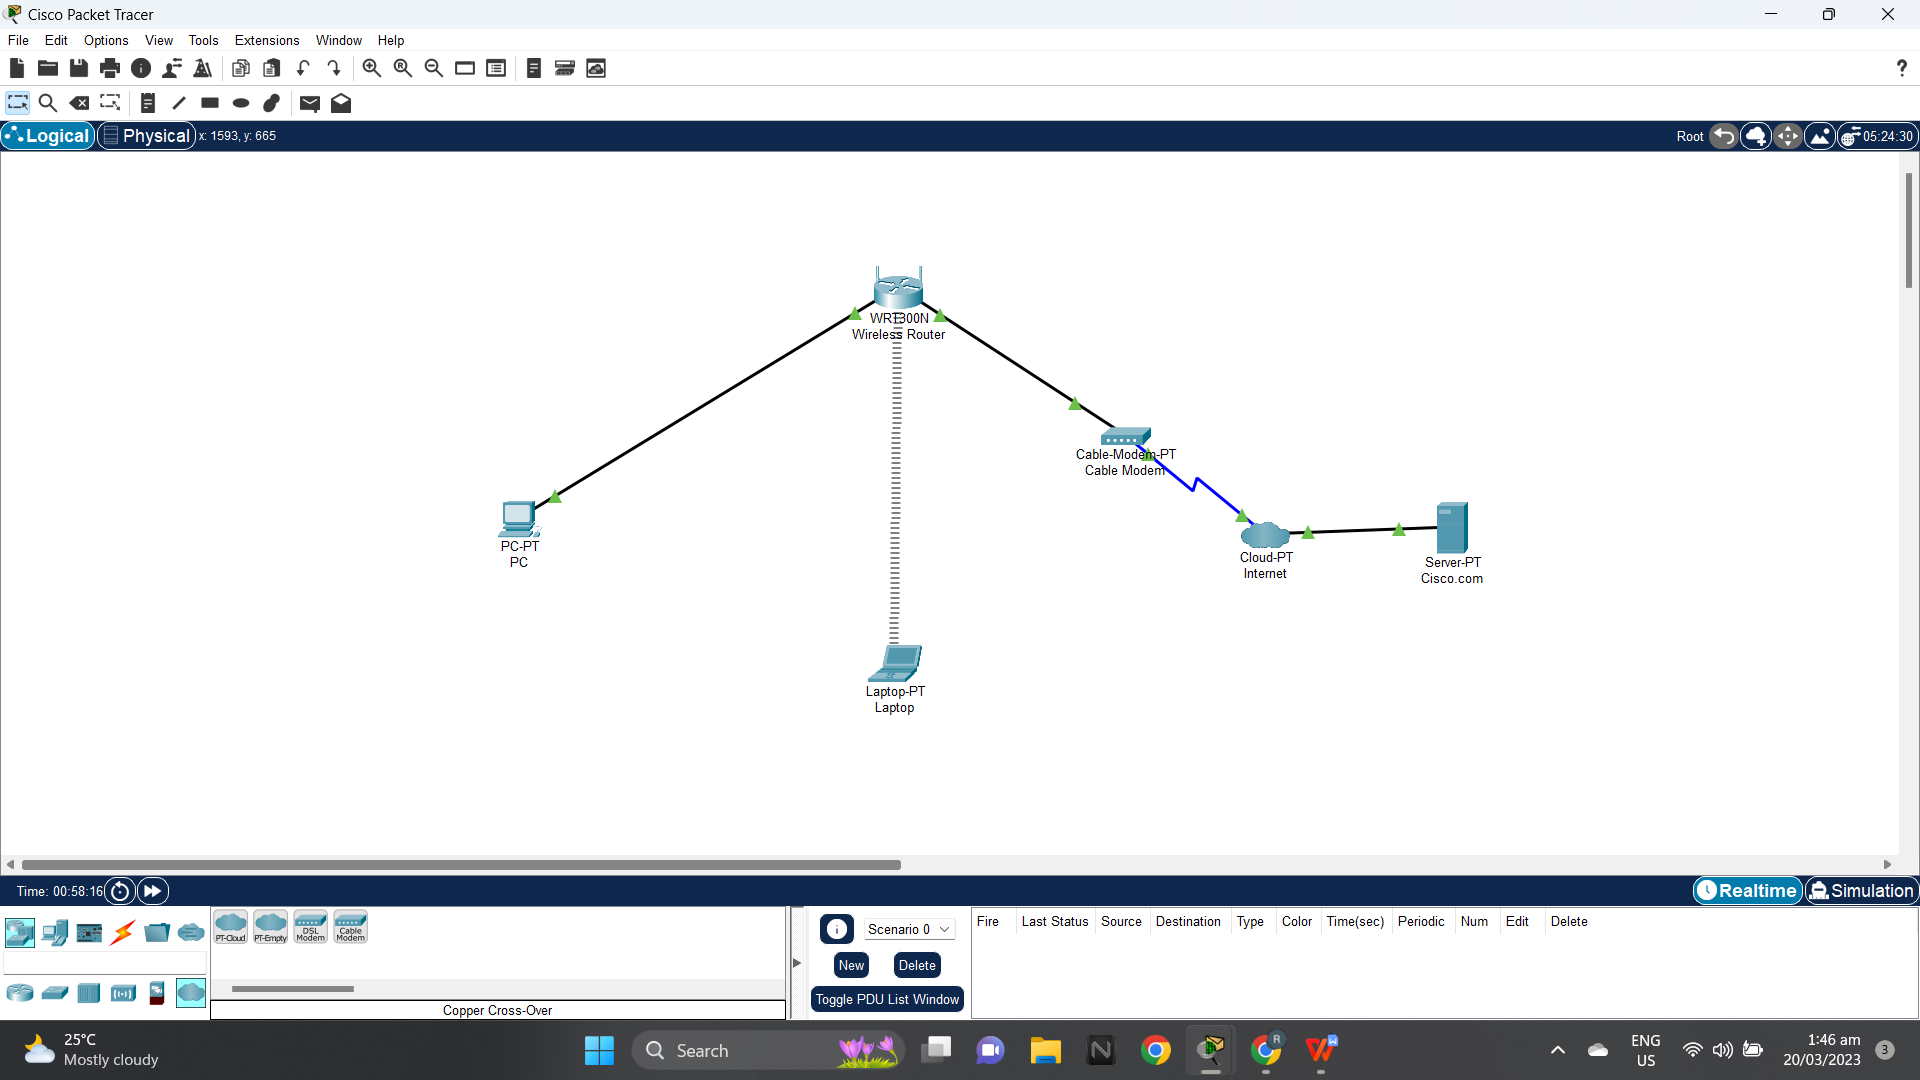 Cisco Packet Tracer
File Edit Options View Tools Extensions Window Help
Logical Physical x: 1593, y: 665 Root 05:24:30
WRT300N
Wireless Router
Cable-Modem-PT
Cable Modem
PC-PT
PC
Cloud-PT
Internet
Server-PT
Cisco.com
Laptop-PT
Laptop
Time: 00:58:16 Realtime Simulation
PT-Cloud PT-Empty DSL Modem Cable Modem
Scenario 0
New Delete
Toggle PDU List Window
Fire Last Status Source Destination Type Color Time(sec) Periodic Num Edit Delete
Copper Cross-Over
25°C
Mostly cloudy
Search
ENG
US
1:46 am
20/03/2023
3